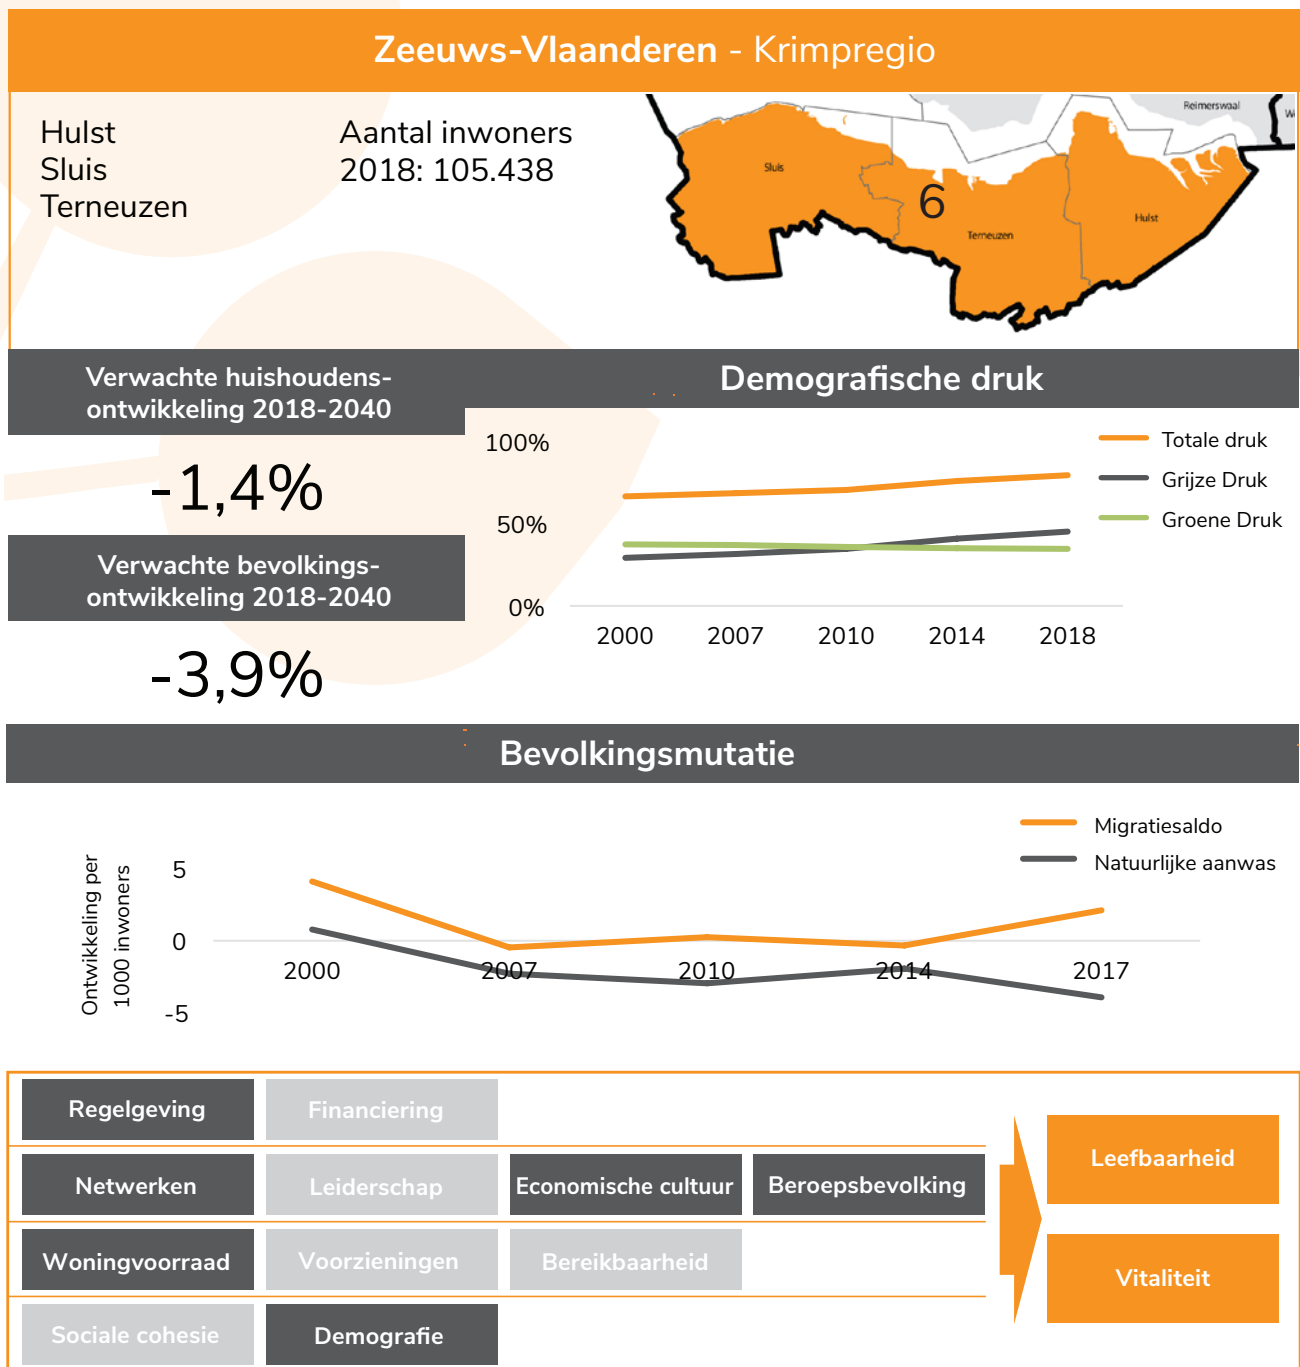 Zeeuws-Vlaanderen - Krimpregio
Hulst
Sluis
Terneuzen
Aantal inwoners
2018: 105.438
Reimerswaal
Sluis
6
Terneuzen
Hulst
Verwachte huishoudens-
ontwikkeling 2018-2040
-1,4%
Verwachte bevolkings-
ontwikkeling 2018-2040
-3,9%
Demografische druk
100%
50%
0%
2000 2007 2010 2014 2018
Totale druk
Grijze Druk
Groene Druk
Bevolkingsmutatie
Migratiesaldo
Natuurlijke aanwas
Ontwikkeling per
1000 inwoners
5
0
-5
2000 2007 2010 2014 2017
Regelgeving Financiering
Netwerken Leiderschap Economische cultuur Beroepsbevolking
Woningvoorraad Voorzieningen Bereikbaarheid
Sociale cohesie Demografie
Leefbaarheid
Vitaliteit